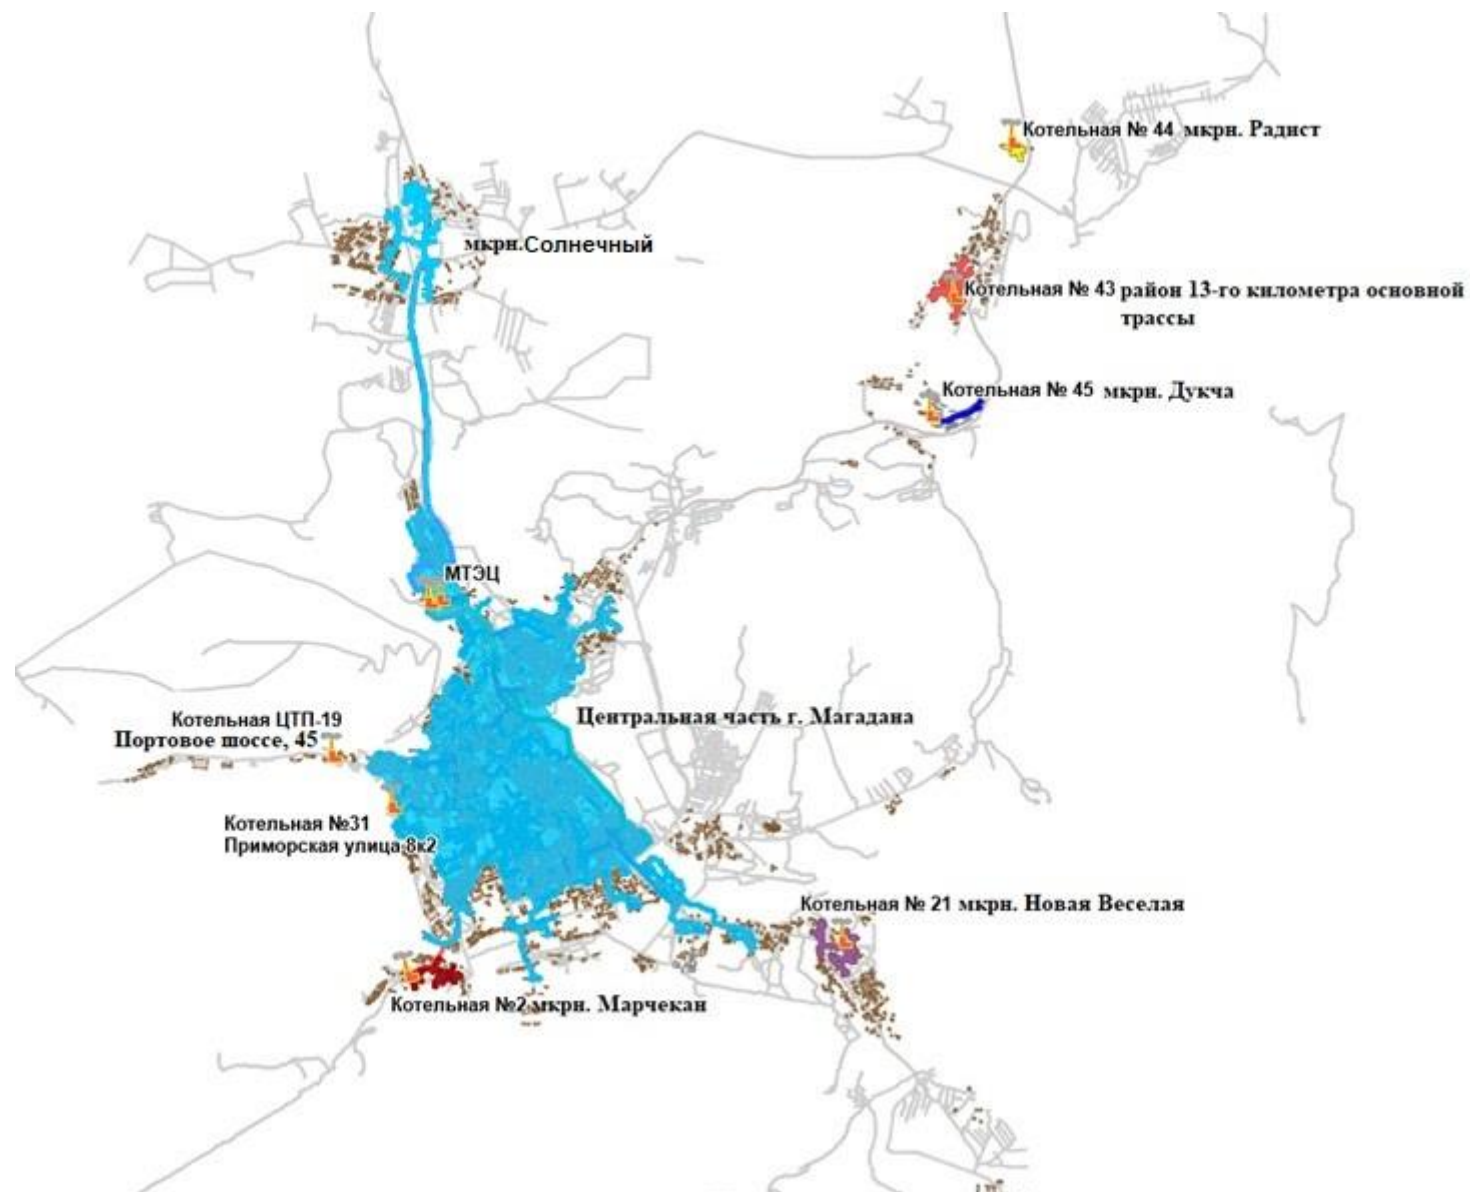 Котельная № 44 мкрн. Радист
мкрн.Солнечный
Котельная № 43 район 13-го километра основной
трассы
Котельная № 45 мкрн. Дукча
МТЭЦ
Котельная ЦТП-19
Портовое шоссе, 45
Центральная часть г. Магадана
Котельная №31
Приморская улица 8к2
Котельная № 21 мкрн. Новая Веселая
Котельная №2 мкрн. Марчекан